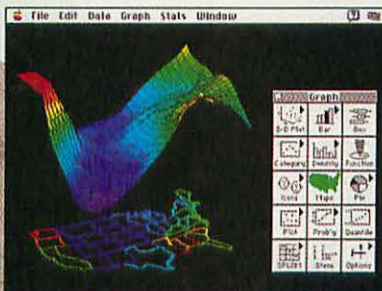 File Edit Data Graph Stats Window
Graph
3-D Plot Bar Box
Category Density Function
Icons Maps Pie
Plot Prob'y Quantile
SPLOM Stem Options